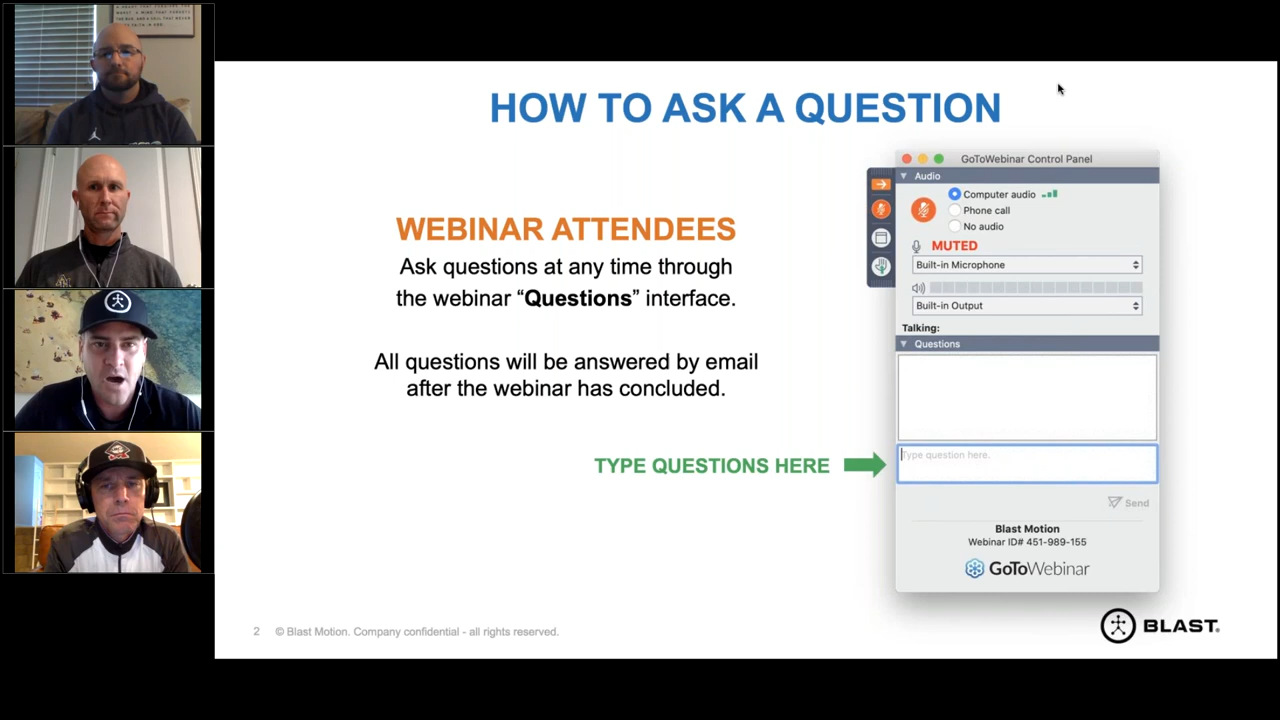 HOW TO ASK A QUESTION
WEBINAR ATTENDEES
Ask questions at any time through
the webinar “Questions” interface.
All questions will be answered by email
after the webinar has concluded.
TYPE QUESTIONS HERE
GoToWebinar Control Panel
Audio
Computer audio
Phone call
No audio
MUTED
Built-in Microphone
Built-in Output
Talking:
Questions
Type question here.
Send
Blast Motion
Webinar ID# 451-989-155
GoToWebinar
2 © Blast Motion. Company confidential - all rights reserved.
BLAST.